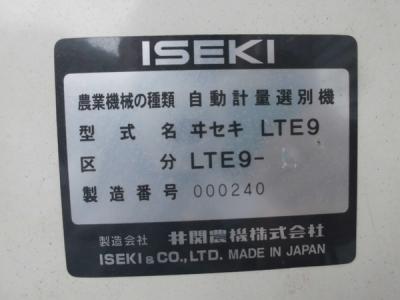 ISEKI
農業機械の種類 自動計量選別機
型式名 ヰセキ LTE9
区分 LTE9-
製造番号 000240
製造会社 井関農機株式会社
ISEKI & CO., LTD. MADE IN JAPAN